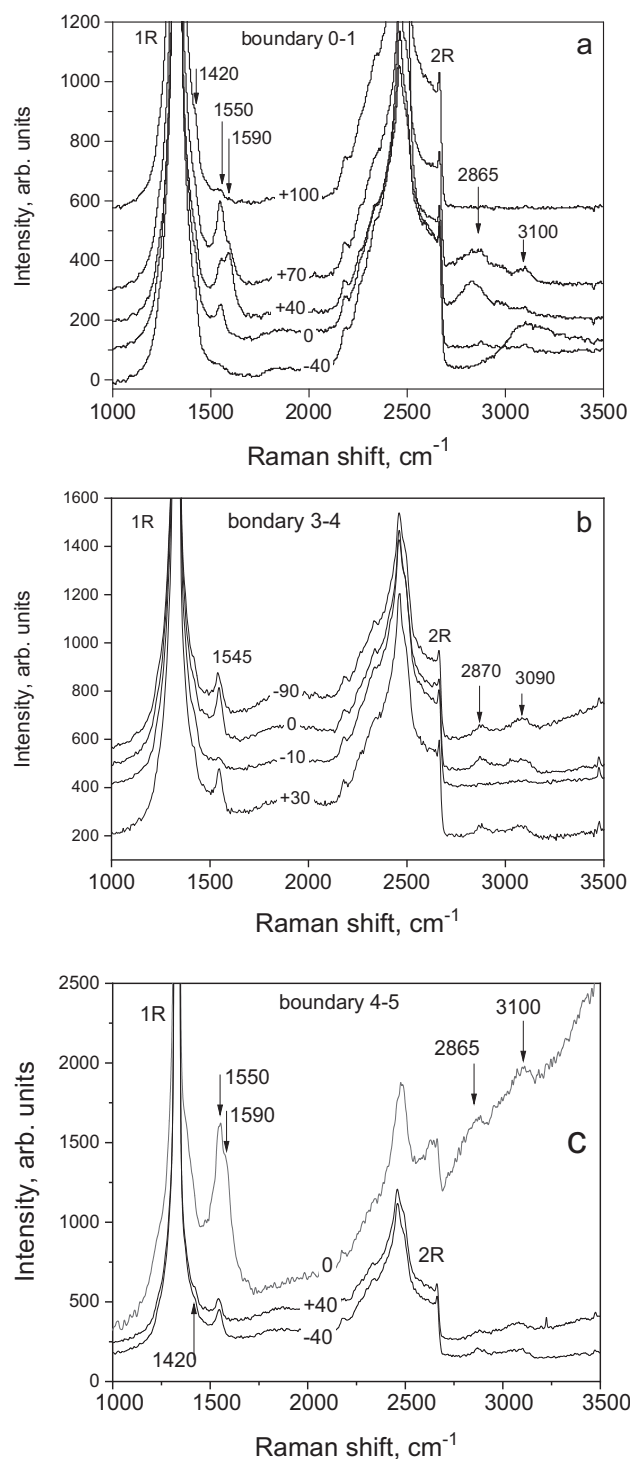 1200
1000
800
600
400
200
0
Intensity, arb. units
1R
boundary 0-1
a
1420
1550
1590
2R
2865
3100
+100
+70
+40
0
-40
1000 1500 2000 2500 3000 3500
Raman shift, cm-1
1600
1400
1200
1000
800
600
400
200
Intensity, arb. units
1R
bondary 3-4
b
1545
2R
2870
3090
-90
0
-10
+30
1000 1500 2000 2500 3000 3500
Raman shift, cm-1
2500
2000
1500
1000
500
0
Intensity, arb. units
1R
boundary 4-5
c
1550
1590
2865
3100
0
2R
+40
-40
1420
1000 1500 2000 2500 3000 3500
Raman shift, cm-1